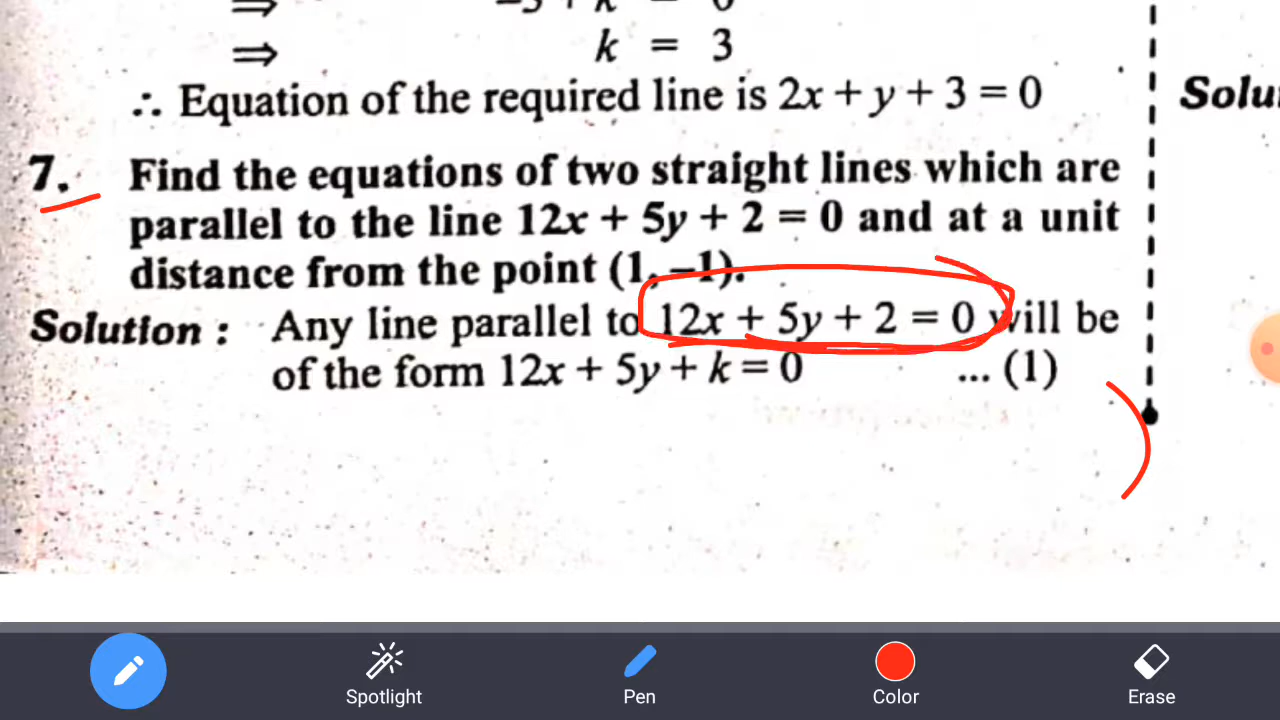 ⇒ −3 + k = 0
⇒ k = 3
∴ Equation of the required line is 2x + y + 3 = 0
Solu
7. Find the equations of two straight lines which are
parallel to the line 12x + 5y + 2 = 0 and at a unit
distance from the point (1, –1).
Solution : Any line parallel to 12x + 5y + 2 = 0 will be
of the form 12x + 5y + k = 0 ... (1)
Spotlight
Pen
Color
Erase